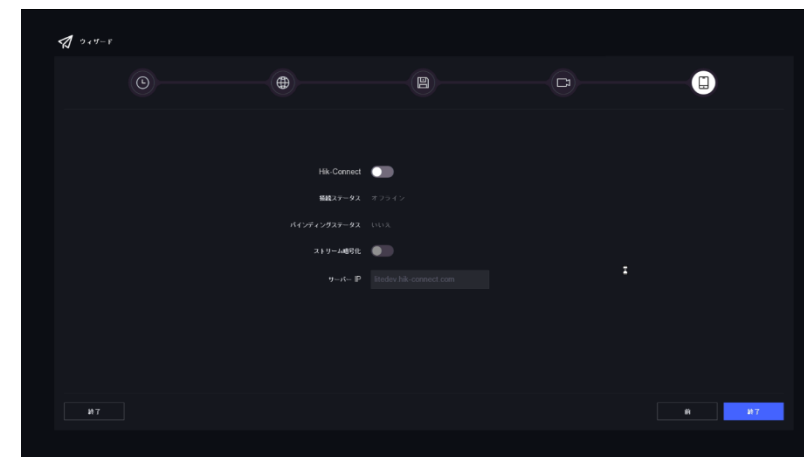 ウィザード
Hik-Connect
接続ステータス オフライン
バインディングステータス いいえ
ストリーム暗号化
サーバー IP litedev.hik-connect.com
終了
前
終了